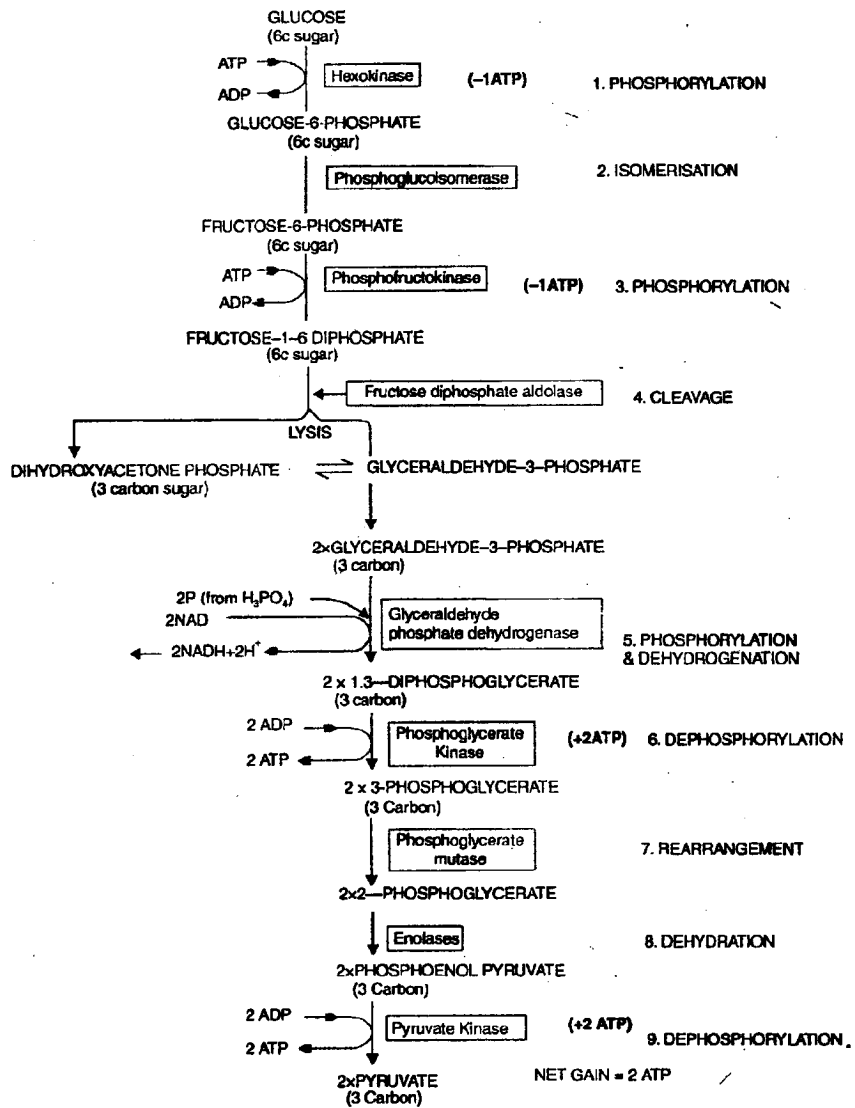 GLUCOSE
(6c sugar)
ATP
Hexokinase
(–1ATP)
1. PHOSPHORYLATION
ADP
GLUCOSE-6-PHOSPHATE
(6c sugar)
Phosphoglucoisomerase
2. ISOMERISATION
FRUCTOSE-6-PHOSPHATE
(6c sugar)
ATP
Phosphofructokinase
(–1ATP)
3. PHOSPHORYLATION
ADP
FRUCTOSE–1–6 DIPHOSPHATE
(6c sugar)
Fructose diphosphate aldolase
4. CLEAVAGE
LYSIS
DIHYDROXYACETONE PHOSPHATE
(3 carbon sugar)
GLYCERALDEHYDE–3–PHOSPHATE
2xGLYCERALDEHYDE–3–PHOSPHATE
(3 carbon)
2P (from H₃PO₄)
2NAD
Glyceraldehyde
phosphate dehydrogenase
2NADH+2H⁺
5. PHOSPHORYLATION
& DEHYDROGENATION
2 x 1.3—DIPHOSPHOGLYCERATE
(3 carbon)
2 ADP
Phosphoglycerate
Kinase
(+2ATP)
6. DEPHOSPHORYLATION
2 ATP
2 x 3-PHOSPHOGLYCERATE
(3 Carbon)
Phosphoglycerate
mutase
7. REARRANGEMENT
2x2—PHOSPHOGLYCERATE
Enolases
8. DEHYDRATION
2xPHOSPHOENOL PYRUVATE
(3 Carbon)
2 ADP
Pyruvate Kinase
(+2 ATP)
9. DEPHOSPHORYLATION.
2 ATP
2xPYRUVATE
(3 Carbon)
NET GAIN = 2 ATP